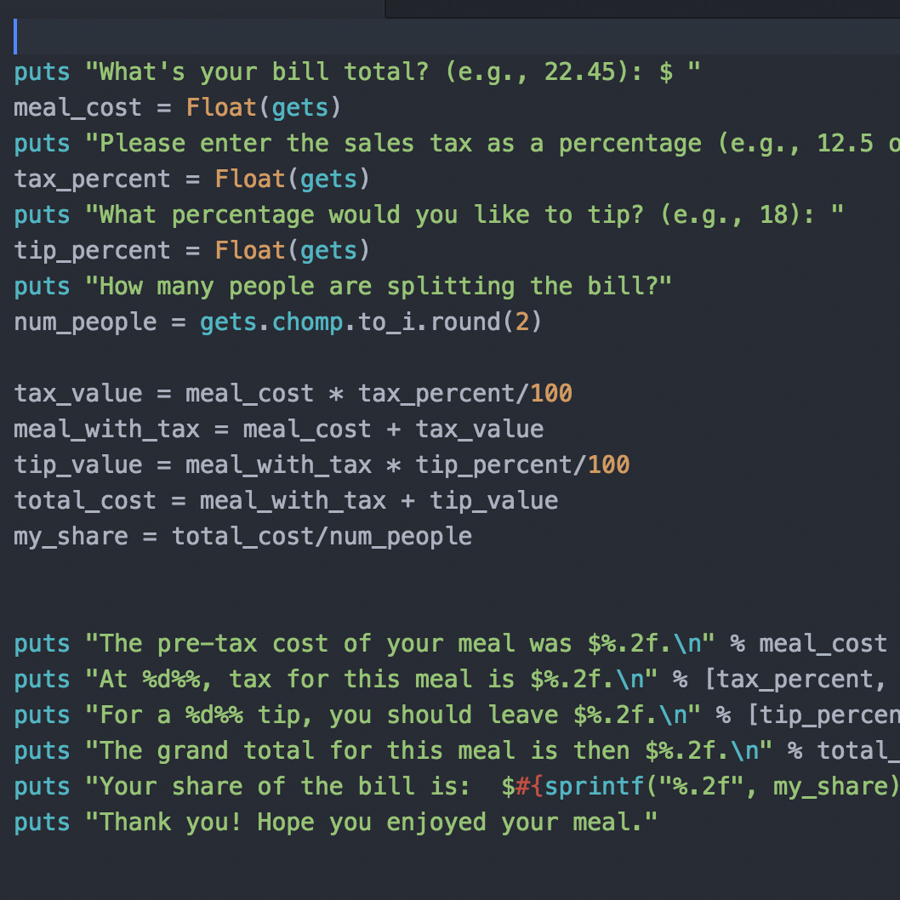 puts "What's your bill total? (e.g., 22.45): $ "
meal_cost = Float(gets)
puts "Please enter the sales tax as a percentage (e.g., 12.5
tax_percent = Float(gets)
puts "What percentage would you like to tip? (e.g., 18): "
tip_percent = Float(gets)
puts "How many people are splitting the bill?"
num_people = gets.chomp.to_i.round(2)
tax_value = meal_cost * tax_percent/100
meal_with_tax = meal_cost + tax_value
tip_value = meal_with_tax * tip_percent/100
total_cost = meal_with_tax + tip_value
my_share = total_cost/num_people
puts "The pre-tax cost of your meal was $%.2f.\n" % meal_cost
puts "At %d%%, tax for this meal is $%.2f.\n" % [tax_percent,
puts "For a %d%% tip, you should leave $%.2f.\n" % [tip_percen
puts "The grand total for this meal is then $%.2f.\n" % total_
puts "Your share of the bill is:  $#{sprintf("%.2f", my_share)
puts "Thank you! Hope you enjoyed your meal."